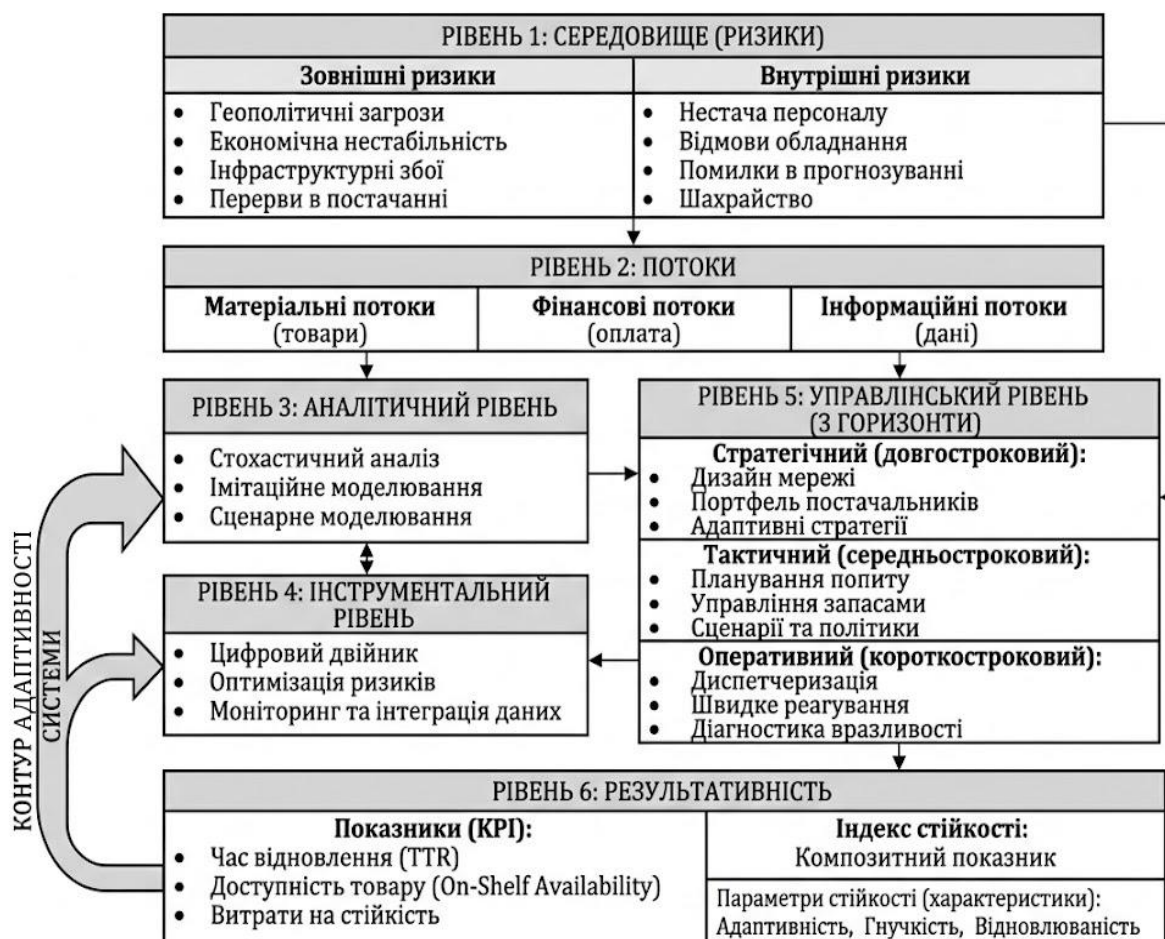 РІВЕНЬ 1: СЕРЕДОВИЩЕ (РИЗИКИ)
Зовнішні ризики
• Геополітичні загрози
• Економічна нестабільність
• Інфраструктурні збої
• Перерви в постачанні
Внутрішні ризики
• Нестача персоналу
• Відмови обладнання
• Помилки в прогнозуванні
• Шахрайство
РІВЕНЬ 2: ПОТОКИ
Матеріальні потоки
(товари)
Фінансові потоки
(оплата)
Інформаційні потоки
(дані)
РІВЕНЬ 3: АНАЛІТИЧНИЙ РІВЕНЬ
• Стохастичний аналіз
• Імітаційне моделювання
• Сценарне моделювання
РІВЕНЬ 4: ІНСТРУМЕНТАЛЬНИЙ
РІВЕНЬ
• Цифровий двійник
• Оптимізація ризиків
• Моніторинг та інтеграція даних
РІВЕНЬ 5: УПРАВЛІНСЬКИЙ РІВЕНЬ
(3 ГОРИЗОНТИ)
Стратегічний (довгостроковий):
• Дизайн мережі
• Портфель постачальників
• Адаптивні стратегії
Тактичний (середньостроковий):
• Планування попиту
• Управління запасами
• Сценарії та політики
Оперативний (короткостроковий):
• Диспетчеризація
• Швидке реагування
• Діагностика вразливості
РІВЕНЬ 6: РЕЗУЛЬТАТИВНІСТЬ
Показники (KPI):
• Час відновлення (TTR)
• Доступність товару (On-Shelf Availability)
• Витрати на стійкість
Індекс стійкості:
Композитний показник
Параметри стійкості (характеристики):
Адаптивність, Гнучкість, Відновлюваність
КОНТУР АДАПТИВНОСТІ
СИСТЕМИ